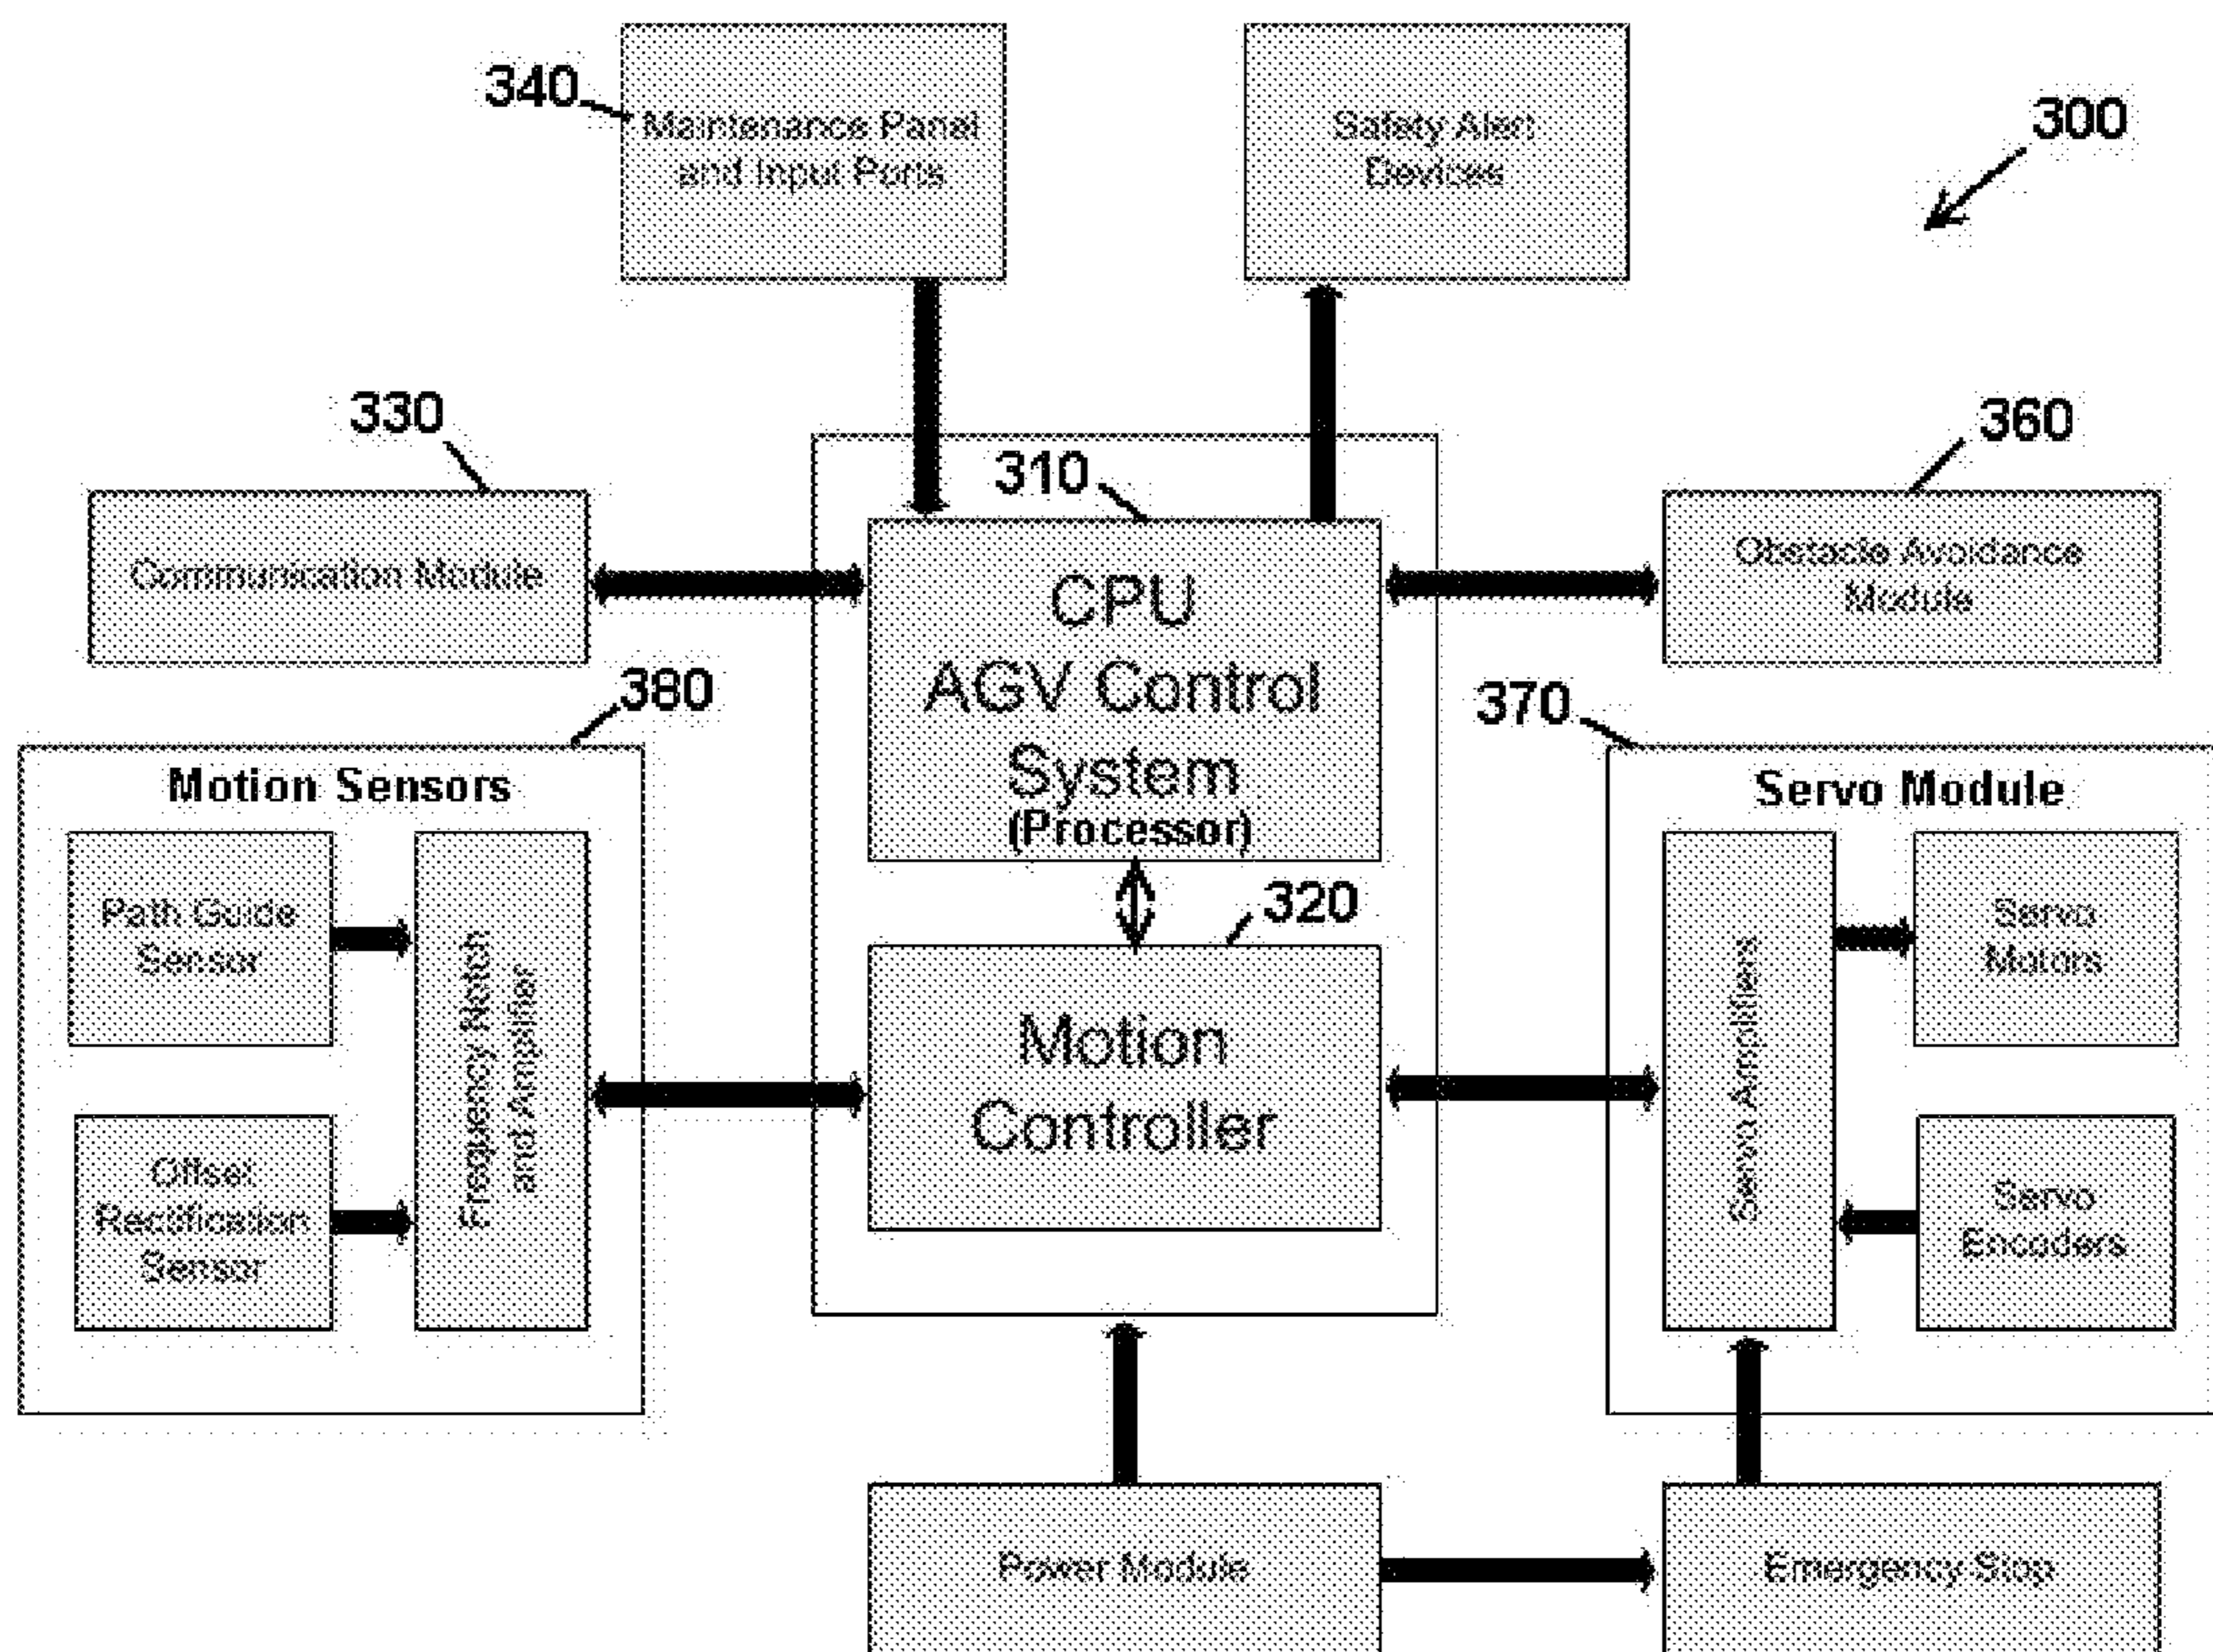 340
Maintenance Panel
and Input Ports
Safety Alert
Devices
300
330
Communication Module
310
CPU
AGV Control
System
(Processor)
360
Obstacle Avoidance
Module
380
Motion Sensors
Path Guide
Sensor
Offset
Rectification
Sensor
Frequency Notch
and Amplifier
320
Motion
Controller
370
Servo Module
Servo Amplifiers
Servo
Motors
Servo
Encoders
Power Module
Emergency Stop